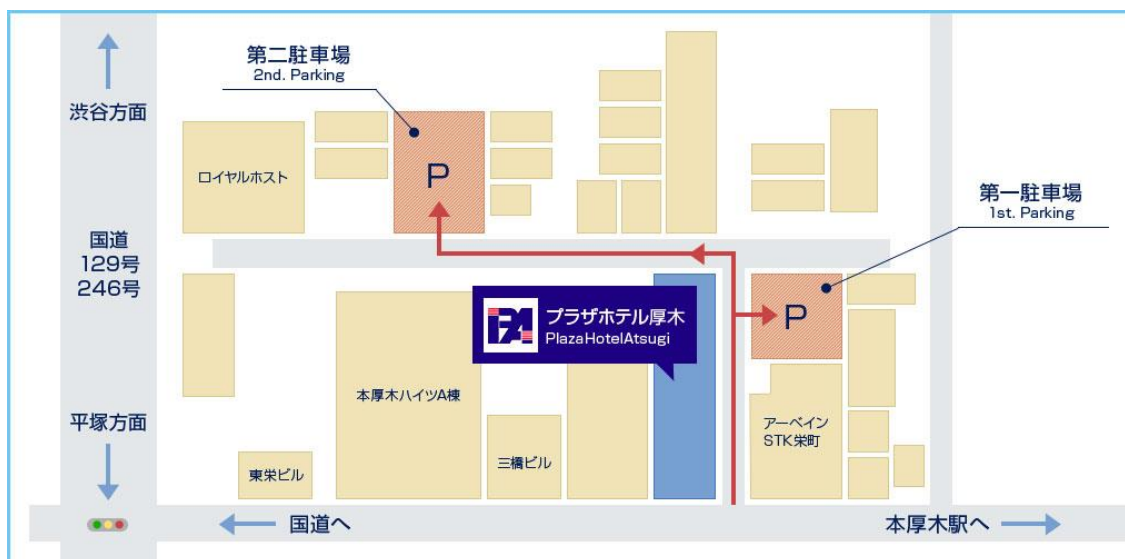 第二駐車場
2nd. Parking
渋谷方面
ロイヤルホスト
P
第一駐車場
1st. Parking
国道
129号
246号
プラザホテル厚木
PlazaHotelAtsugi
P
本厚木ハイツA棟
平塚方面
アーベイン
STK栄町
三橋ビル
東栄ビル
国道へ
本厚木駅へ